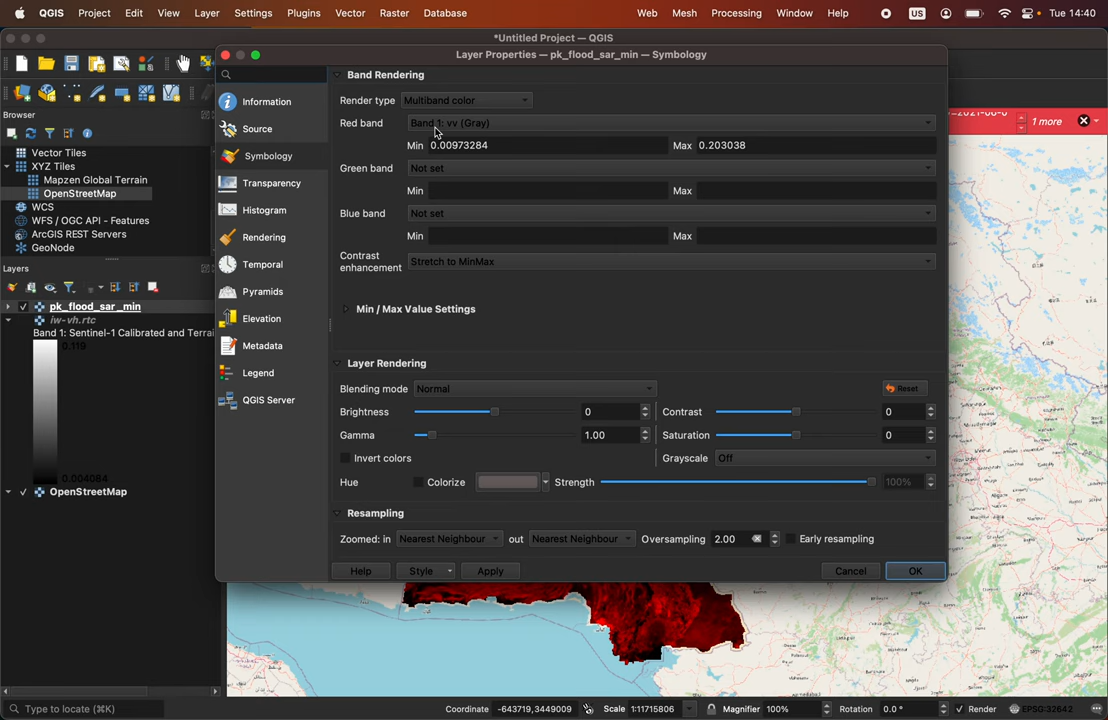 QGIS Project Edit View Layer Settings Plugins Vector Raster Database Web Mesh Processing Window Help US Tue 14:40
*Untitled Project — QGIS
Layer Properties — pk_flood_sar_min — Symbology
Browser
Vector Tiles
XYZ Tiles
Mapzen Global Terrain
OpenStreetMap
WCS
WFS / OGC API - Features
ArcGIS REST Servers
GeoNode
Layers
pk_flood_sar_min
iw-vh.rtc
Band 1: Sentinel-1 Calibrated and Terrai
0.119
0.004084
OpenStreetMap
Information
Source
Symbology
Transparency
Histogram
Rendering
Temporal
Pyramids
Elevation
Metadata
Legend
QGIS Server
Band Rendering
Render type Multiband color
Red band Band 1: vv (Gray)
Min 0.00973284 Max 0.203038
Green band Not set
Min Max
Blue band Not set
Min Max
Contrast enhancement Stretch to MinMax
Min / Max Value Settings
Layer Rendering
Blending mode Normal Reset
Brightness 0 Contrast 0
Gamma 1.00 Saturation 0
Invert colors Grayscale Off
Hue Colorize Strength 100%
Resampling
Zoomed: in Nearest Neighbour out Nearest Neighbour Oversampling 2.00 Early resampling
Help Style Apply Cancel OK
1 more
Type to locate (⌘K) Coordinate -643719,3449009 Scale 1:11715806 Magnifier 100% Rotation 0.0 ° Render EPSG:32642